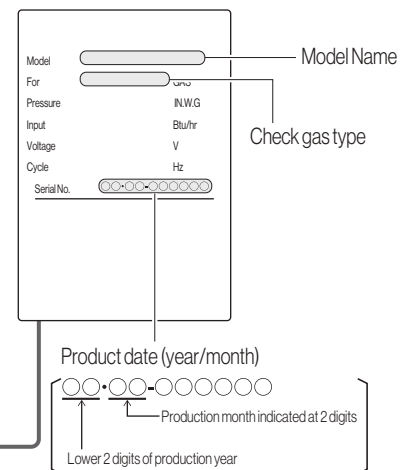 Model
Model Name
For GAS
Pressure IN.W.G
Input Btu/hr
Check gas type
Voltage V
Cycle Hz
Serial No. ○○•○○-○○○○○○○
Product date (year/month)
○○•○○-○○○○○○
Production month indicated at 2 digits
Lower 2 digits of production year